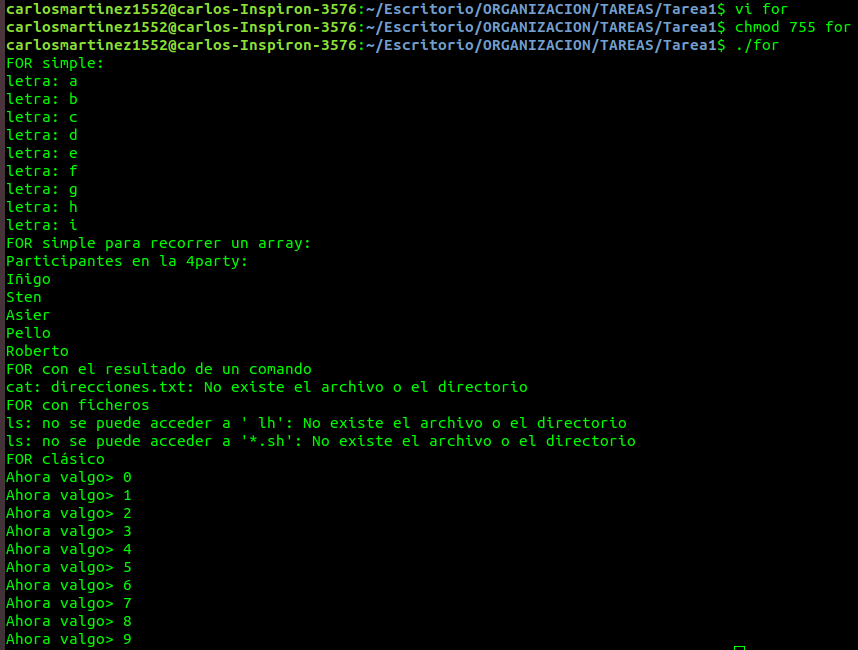 carlosmartinez1552@carlos-Inspiron-3576:~/Escritorio/ORGANIZACION/TAREAS/Tarea1$ vi for
carlosmartinez1552@carlos-Inspiron-3576:~/Escritorio/ORGANIZACION/TAREAS/Tarea1$ chmod 755 for
carlosmartinez1552@carlos-Inspiron-3576:~/Escritorio/ORGANIZACION/TAREAS/Tarea1$ ./for
FOR simple:
letra: a
letra: b
letra: c
letra: d
letra: e
letra: f
letra: g
letra: h
letra: i
FOR simple para recorrer un array:
Participantes en la 4party:
Iñigo
Sten
Asier
Pello
Roberto
FOR con el resultado de un comando
cat: direcciones.txt: No existe el archivo o el directorio
FOR con ficheros
ls: no se puede acceder a ' lh': No existe el archivo o el directorio
ls: no se puede acceder a '*.sh': No existe el archivo o el directorio
FOR clásico
Ahora valgo> 0
Ahora valgo> 1
Ahora valgo> 2
Ahora valgo> 3
Ahora valgo> 4
Ahora valgo> 5
Ahora valgo> 6
Ahora valgo> 7
Ahora valgo> 8
Ahora valgo> 9